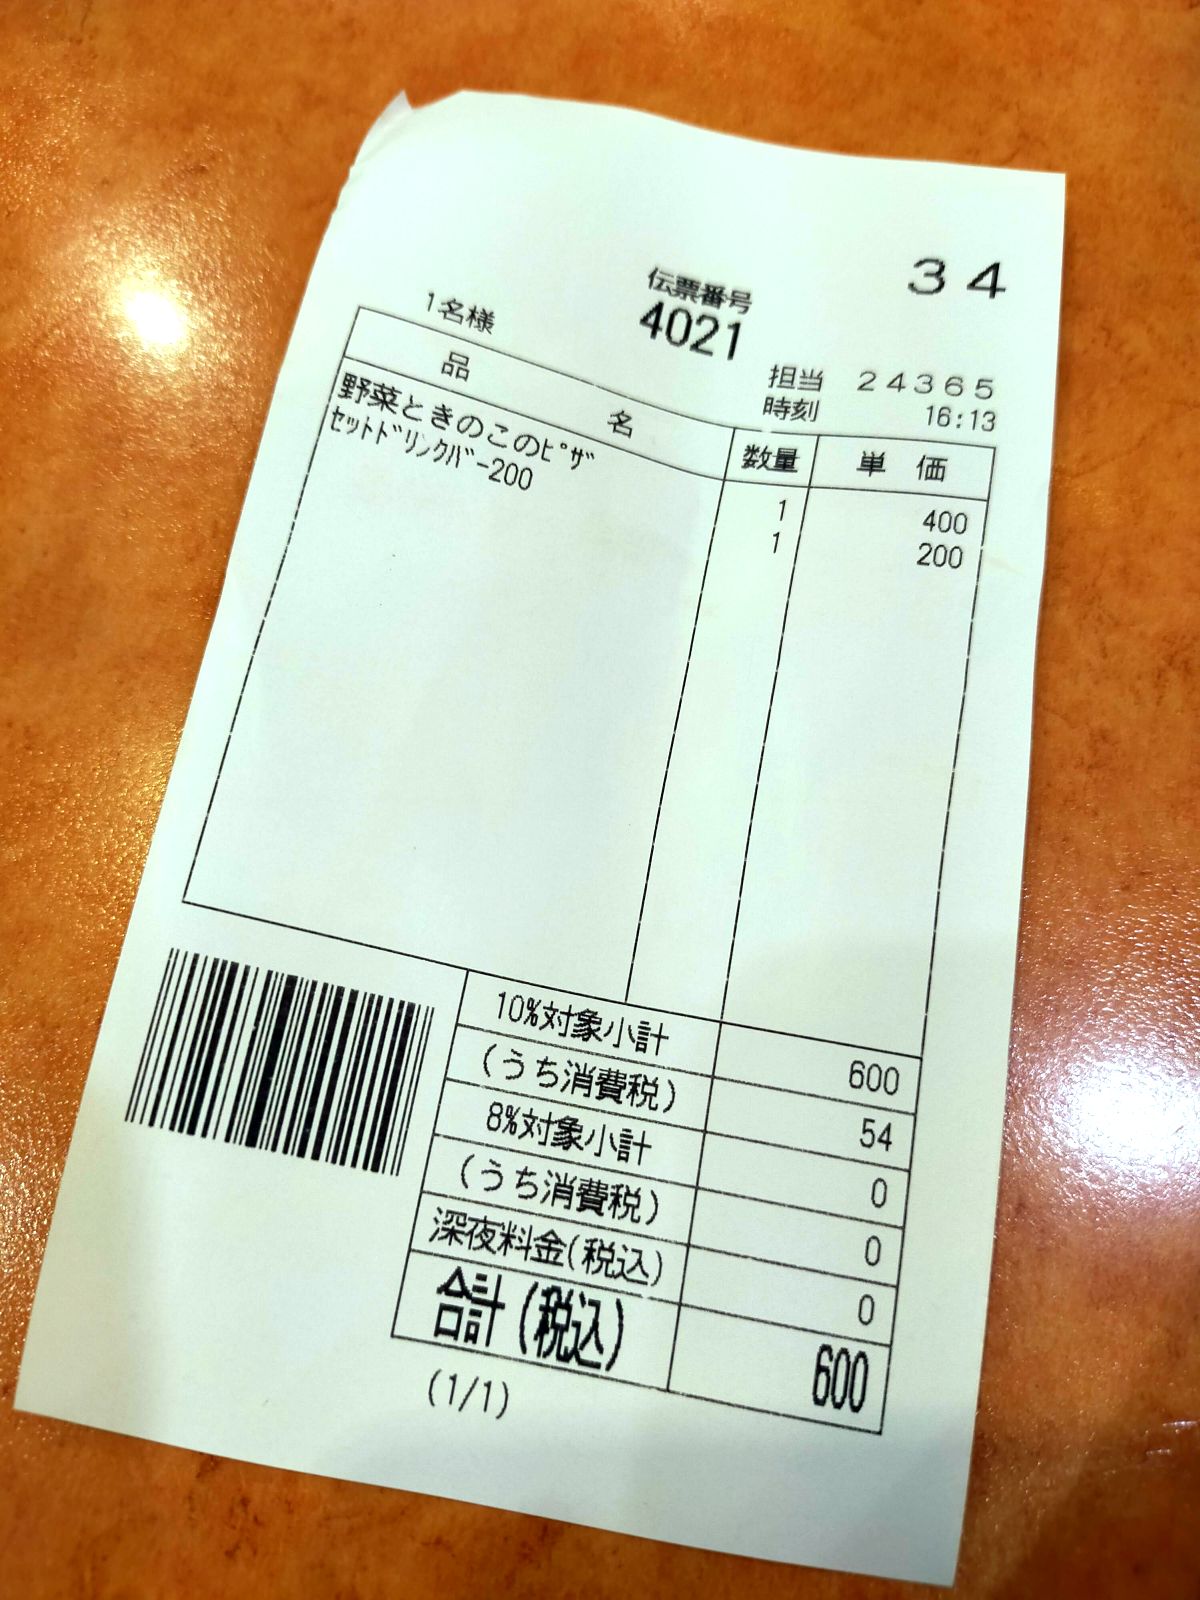 34
伝票番号
1名様 4021
担当 24365
時刻 16:13
品 名 数量 単 価
野菜ときのこのﾋﾟｻﾞ 1 400
ｾｯﾄﾄﾞﾘﾝｸﾊﾞｰ200 1 200
10%対象小計 600
(うち消費税) 54
8%対象小計 0
(うち消費税) 0
深夜料金(税込) 0
合計(税込) 600
(1/1)